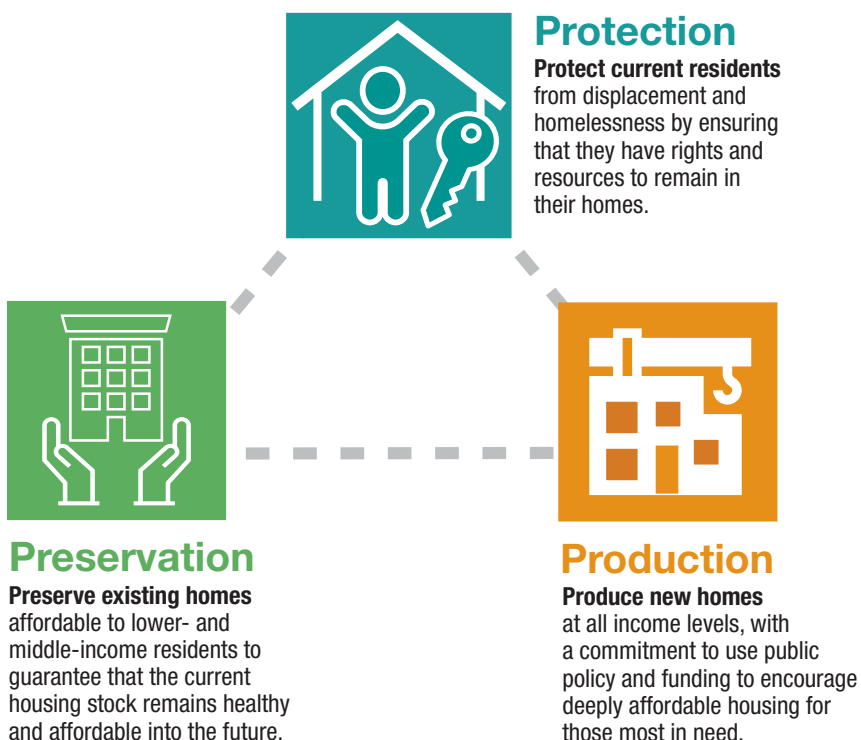 Protection
Protect current residents
from displacement and
homelessness by ensuring
that they have rights and
resources to remain in
their homes.
Preservation
Preserve existing homes
affordable to lower- and
middle-income residents to
guarantee that the current
housing stock remains healthy
and affordable into the future.
Production
Produce new homes
at all income levels, with
a commitment to use public
policy and funding to encourage
deeply affordable housing for
those most in need.